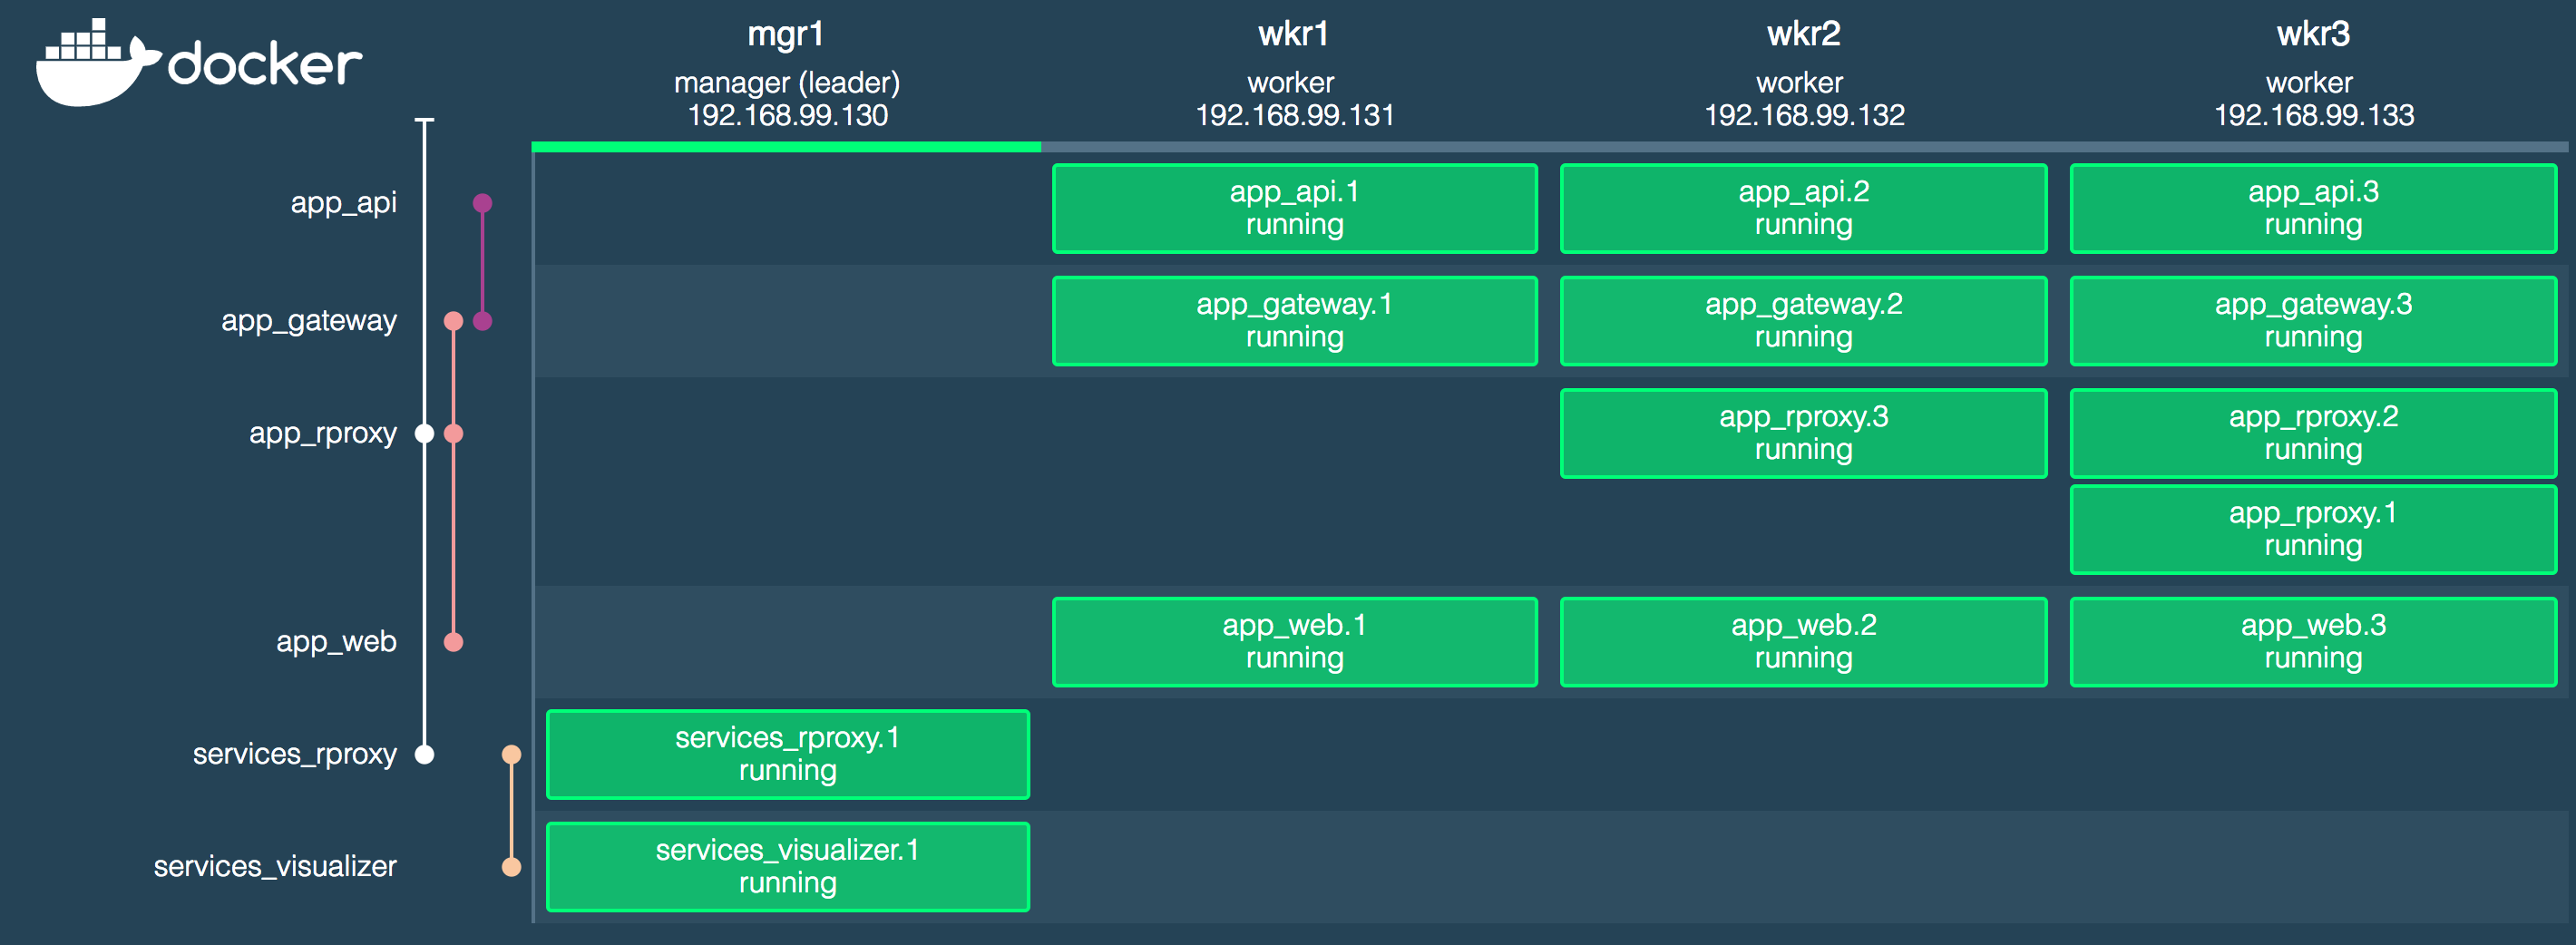 docker
mgr1
manager (leader)
192.168.99.130
wkr1
worker
192.168.99.131
wkr2
worker
192.168.99.132
wkr3
worker
192.168.99.133
app_api
app_api.1
running
app_api.2
running
app_api.3
running
app_gateway
app_gateway.1
running
app_gateway.2
running
app_gateway.3
running
app_rproxy
app_rproxy.3
running
app_rproxy.2
running
app_rproxy.1
running
app_web
app_web.1
running
app_web.2
running
app_web.3
running
services_rproxy
services_rproxy.1
running
services_visualizer
services_visualizer.1
running